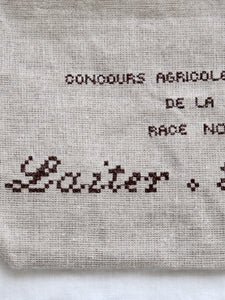 CONCOURS AGRICOLE
DE LA
RACE NO
Laiter •